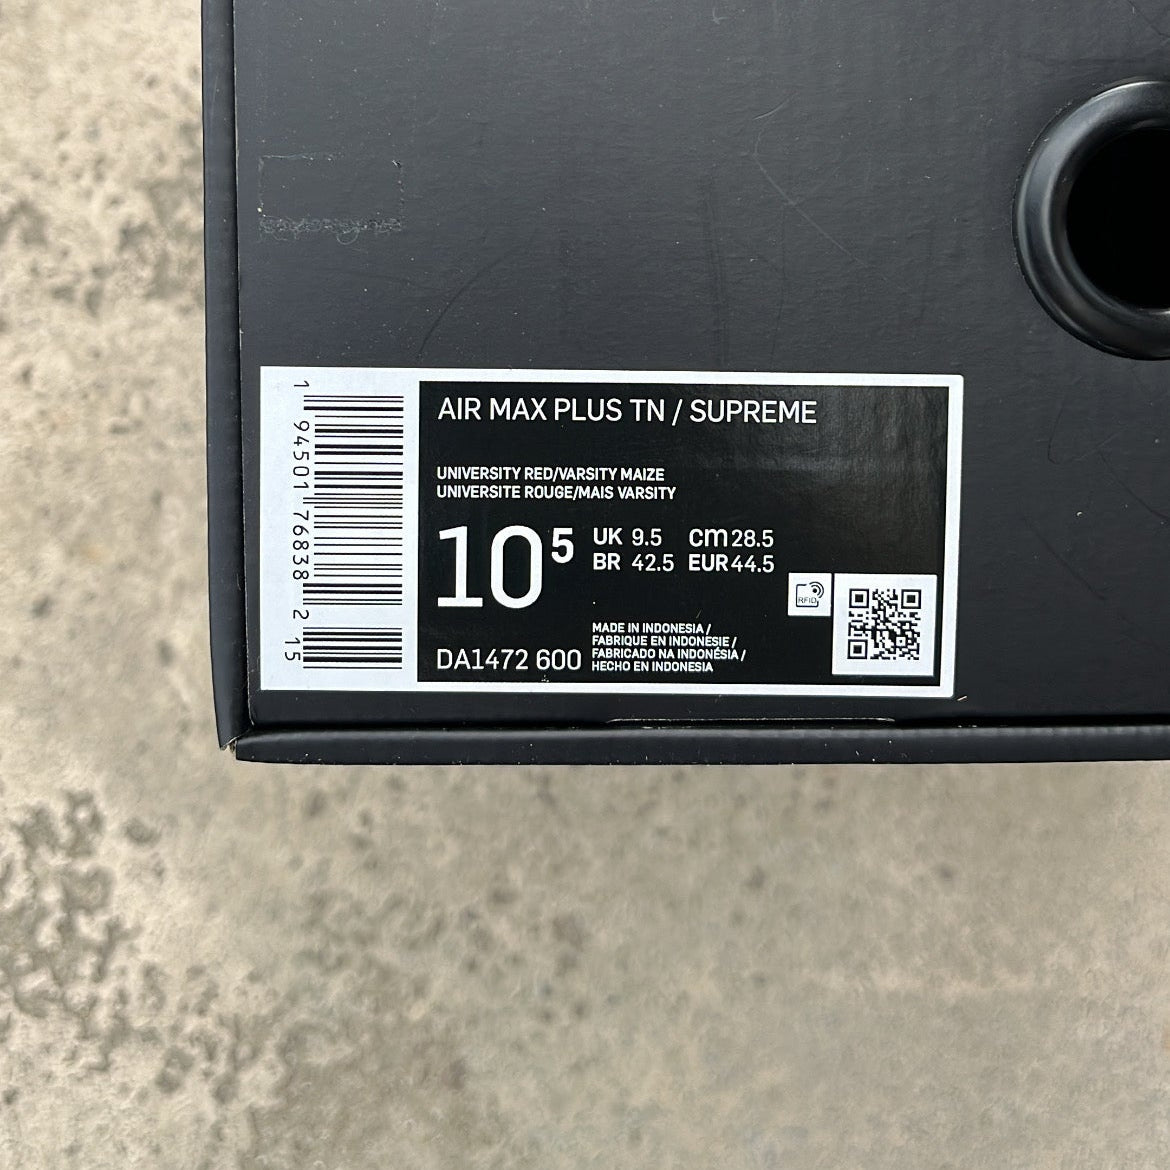 AIR MAX PLUS TN / SUPREME
UNIVERSITY RED/VARSITY MAIZE
UNIVERSITE ROUGE/MAIS VARSITY
10 5
UK 9.5 cm 28.5
BR 42.5 EUR 44.5
RFID
DA1472 600
MADE IN INDONESIA /
FABRIQUE EN INDONESIE /
FABRICADO NA INDONÉSIA /
HECHO EN INDONESIA
1 94501 76838 2 15